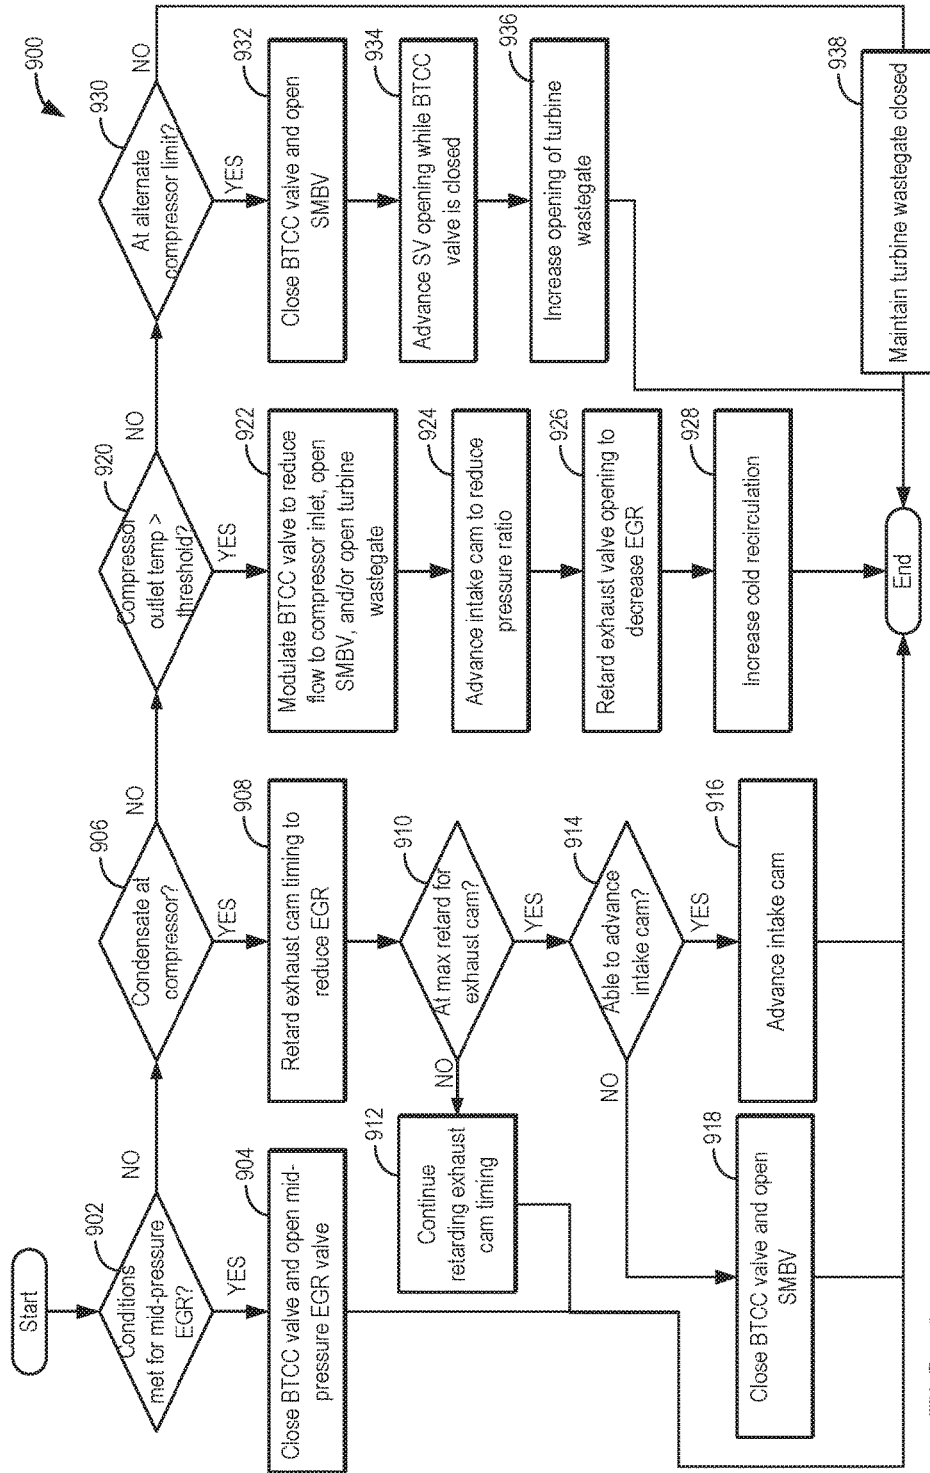 900
Start
902
Conditions
met for mid-pressure
EGR?
NO
YES
904
Close BTCC valve and open mid-
pressure EGR valve
906
Condensate at
compressor?
NO
YES
908
Retard exhaust cam timing to
reduce EGR
910
At max retard for
exhaust cam?
NO
YES
912
Continue
retarding exhaust
cam timing
914
Able to advance
intake cam?
NO
YES
916
Advance intake cam
918
Close BTCC valve and open
SMBV
920
Compressor
outlet temp >
threshold?
NO
YES
922
Modulate BTCC valve to reduce
flow to compressor inlet, open
SMBV, and/or open turbine
wastegate
924
Advance intake cam to reduce
pressure ratio
926
Retard exhaust valve opening to
decrease EGR
928
Increase cold recirculation
930
At alternate
compressor limit?
NO
YES
932
Close BTCC valve and open
SMBV
934
Advance SV opening while BTCC
valve is closed
936
Increase opening of turbine
wastegate
938
Maintain turbine wastegate closed
End